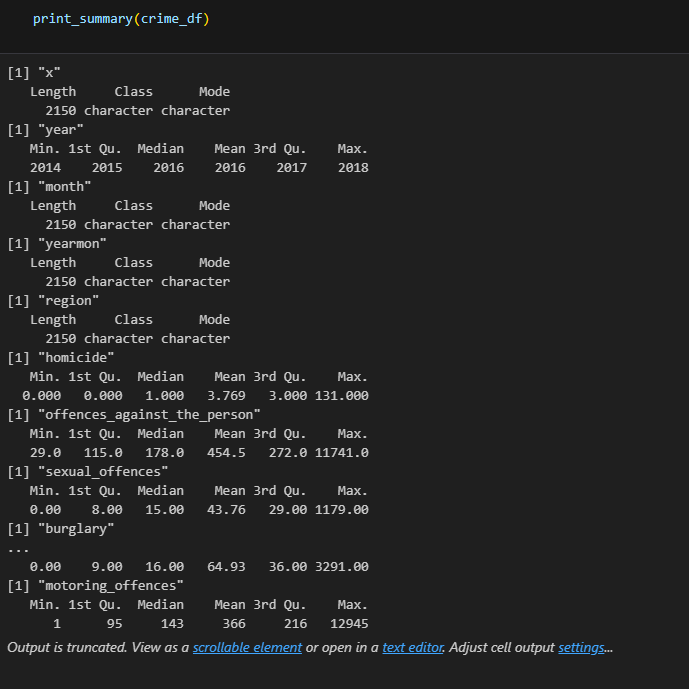 print_summary(crime_df)
[1] "x"
   Length     Class      Mode
     2150 character character
[1] "year"
   Min. 1st Qu.  Median    Mean 3rd Qu.    Max.
   2014    2015    2016    2016    2017    2018
[1] "month"
   Length     Class      Mode
     2150 character character
[1] "yearmon"
   Length     Class      Mode
     2150 character character
[1] "region"
   Length     Class      Mode
     2150 character character
[1] "homicide"
   Min. 1st Qu.  Median    Mean 3rd Qu.    Max.
  0.000   0.000   1.000   3.769   3.000 131.000
[1] "offences_against_the_person"
   Min. 1st Qu.  Median    Mean 3rd Qu.    Max.
   29.0   115.0   178.0   454.5   272.0 11741.0
[1] "sexual_offences"
   Min. 1st Qu.  Median    Mean 3rd Qu.    Max.
   0.00    8.00   15.00   43.76   29.00 1179.00
[1] "burglary"
...
   0.00    9.00   16.00   64.93   36.00 3291.00
[1] "motoring_offences"
   Min. 1st Qu.  Median    Mean 3rd Qu.    Max.
      1      95     143     366     216   12945
Output is truncated. View as a scrollable element or open in a text editor. Adjust cell output settings...